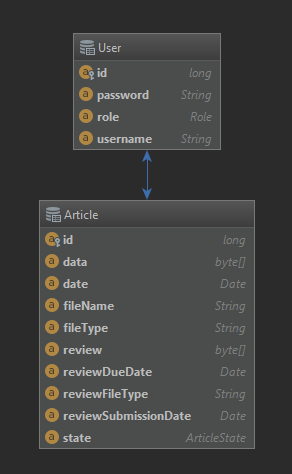 User
id long
password String
role Role
username String
Article
id long
data byte[]
date Date
fileName String
fileType String
review byte[]
reviewDueDate Date
reviewFileType String
reviewSubmissionDate Date
state ArticleState